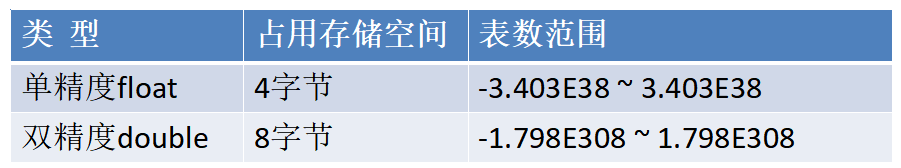 类 型 占用存储空间 表数范围
单精度float 4字节 -3.403E38 ~ 3.403E38
双精度double 8字节 -1.798E308 ~ 1.798E308